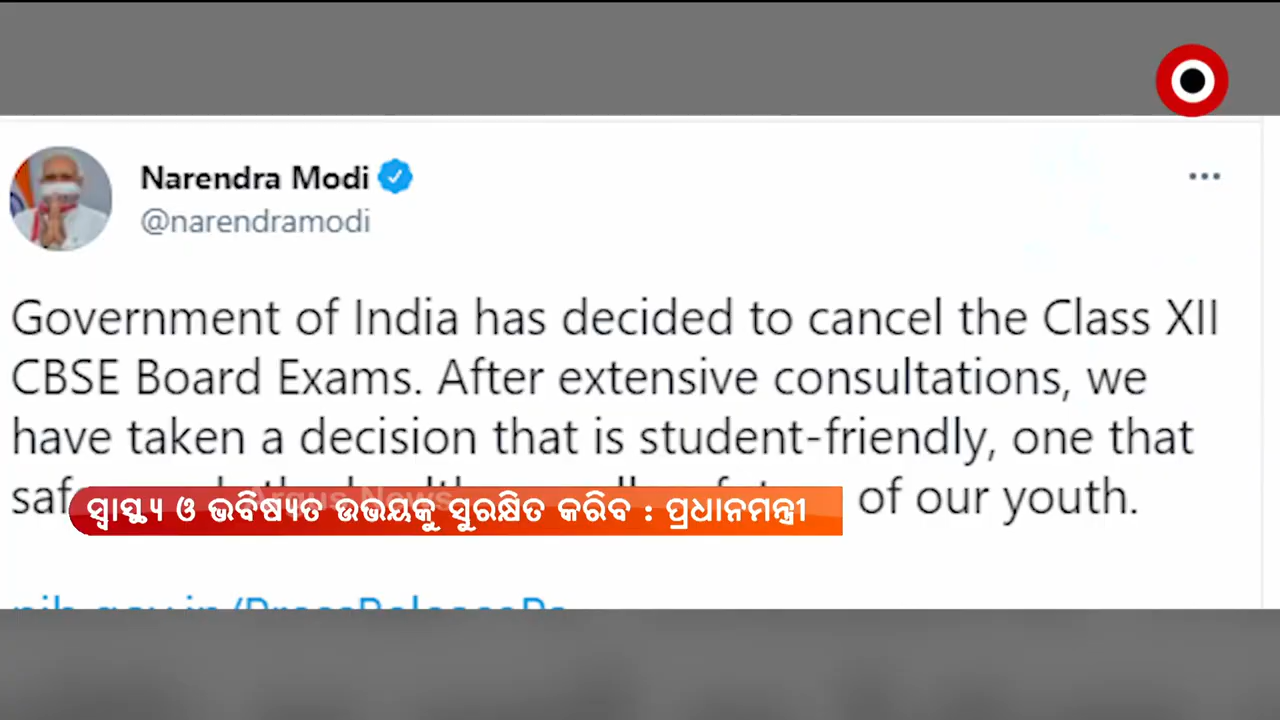 Narendra Modi
@narendramodi
Government of India has decided to cancel the Class XII
CBSE Board Exams. After extensive consultations, we
have taken a decision that is student-friendly, one that
of our youth.
ସ୍ୱାସ୍ଥ୍ୟ ଓ ଭବିଷ୍ୟତ ଉଭୟକୁ ସୁରକ୍ଷିତ କରିବ : ପ୍ରଧାନମନ୍ତ୍ରୀ
Argus News